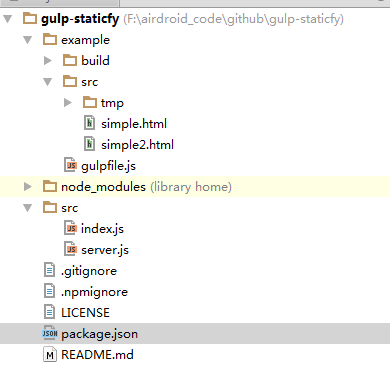 gulp-staticfy (F:\airdroid_code\github\gulp-staticfy)
example
build
src
tmp
simple.html
simple2.html
gulpfile.js
node_modules (library home)
src
index.js
server.js
.gitignore
.npmignore
LICENSE
package.json
README.md